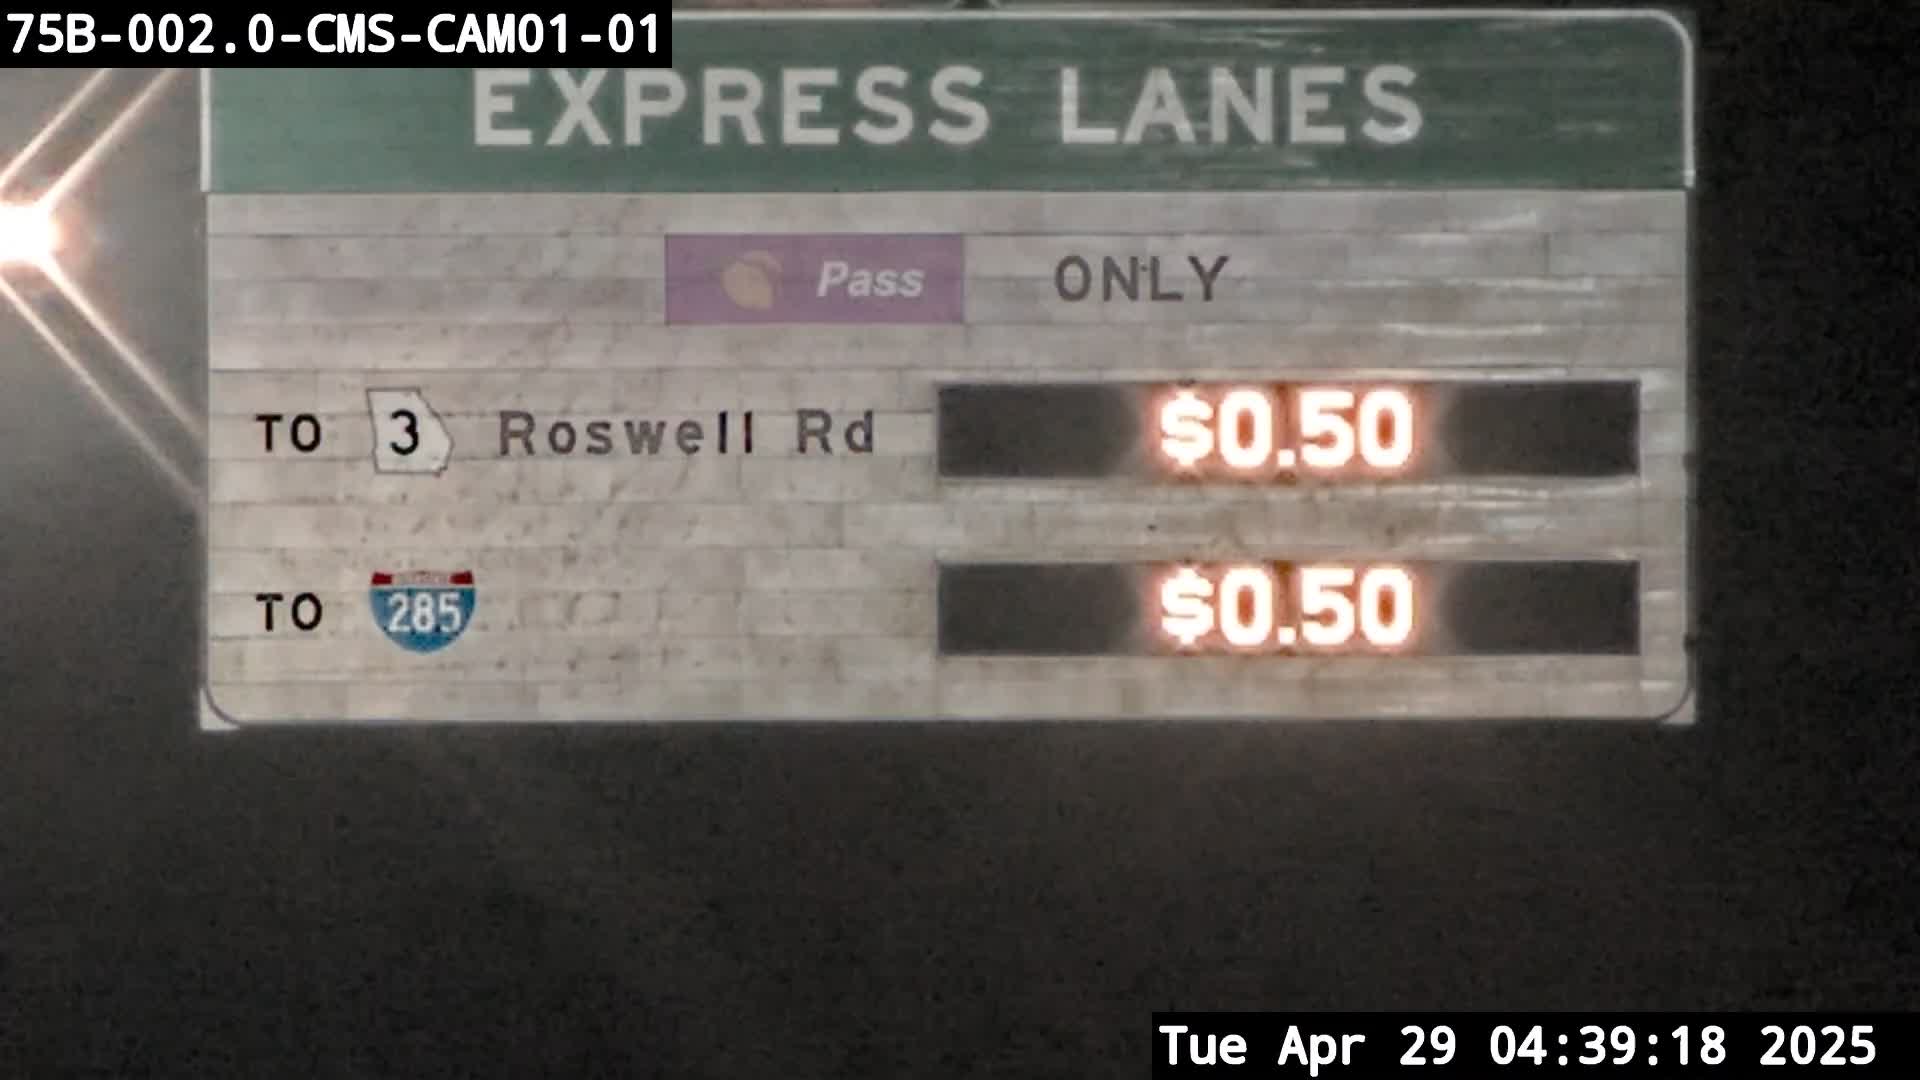 75B-002.0-CMS-CAM01-01
EXPRESS LANES
Pass ONLY
TO 3 Roswell Rd $0.50
TO 285 $0.50
Tue Apr 29 04:39:18 2025